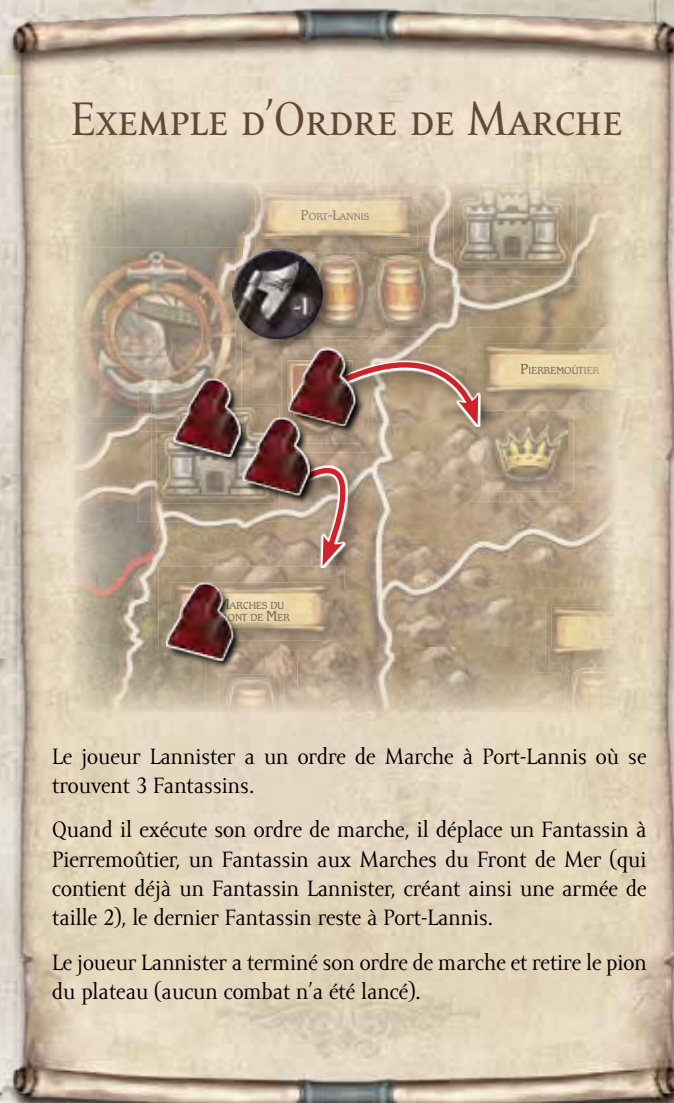 Exemple d'Ordre de Marche
Port-Lannis
-1
Pierremoûtier
Marches du
Front de Mer
Le joueur Lannister a un ordre de Marche à Port-Lannis où se
trouvent 3 Fantassins.
Quand il exécute son ordre de marche, il déplace un Fantassin à
Pierremoûtier, un Fantassin aux Marches du Front de Mer (qui
contient déjà un Fantassin Lannister, créant ainsi une armée de
taille 2), le dernier Fantassin reste à Port-Lannis.
Le joueur Lannister a terminé son ordre de marche et retire le pion
du plateau (aucun combat n'a été lancé).